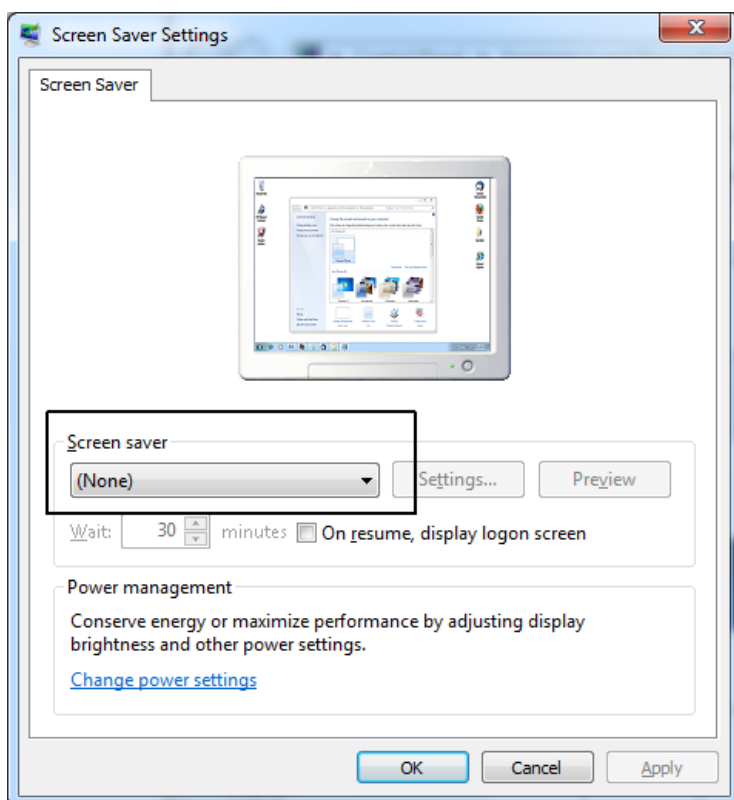 Screen Saver Settings
Screen Saver
Screen saver
(None)
Settings...
Preview
Wait: 30 minutes On resume, display logon screen
Power management
Conserve energy or maximize performance by adjusting display
brightness and other power settings.
Change power settings
OK
Cancel
Apply